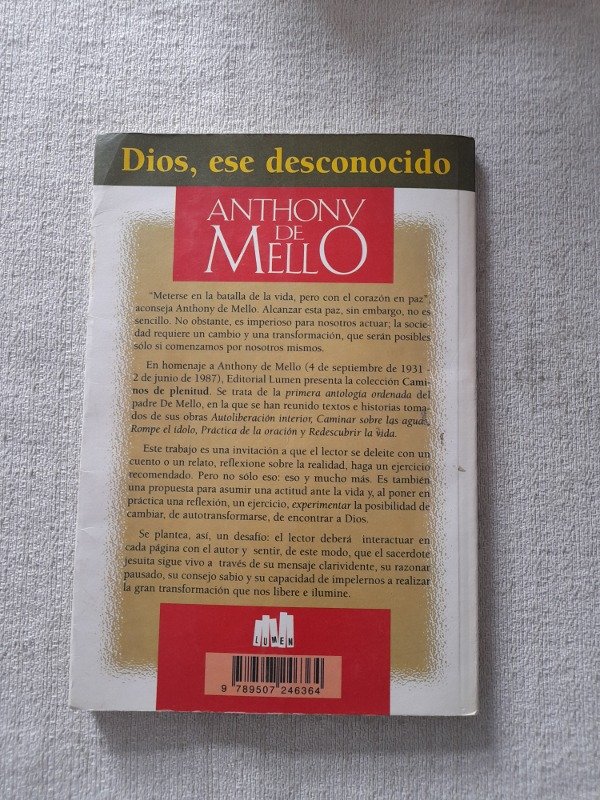 Dios, ese desconocido
ANTHONY
DE
MELLO
"Meterse en la batalla de la vida, pero con el corazón en paz",
aconseja Anthony de Mello. Alcanzar esta paz, sin embargo, no es
sencillo. No obstante, es imperioso para nosotros actuar; la socie-
dad requiere un cambio y una transformación, que serán posibles
sólo si comenzamos por nosotros mismos.
En homenaje a Anthony de Mello (4 de septiembre de 1931 -
2 de junio de 1987), Editorial Lumen presenta la colección Cami-
nos de plenitud. Se trata de la primera antología ordenada del
padre De Mello, en la que se han reunido textos e historias toma-
dos de sus obras Autoliberación interior, Caminar sobre las aguas,
Rompe el ídolo, Práctica de la oración y Redescubrir la vida.
Este trabajo es una invitación a que el lector se deleite con un
cuento o un relato, reflexione sobre la realidad, haga un ejercicio
recomendado. Pero no sólo eso: eso y mucho más. Es también
una propuesta para asumir una actitud ante la vida y, al poner en
práctica una reflexión, un ejercicio, experimentar la posibilidad de
cambiar, de autotransformarse, de encontrar a Dios.
Se plantea, así, un desafío: el lector deberá interactuar en
cada página con el autor y sentir, de este modo, que el sacerdote
jesuita sigue vivo a través de su mensaje clarividente, su razonar
pausado, su consejo sabio y su capacidad de impelernos a realizar
la gran transformación que nos libere e ilumine.
LUMEN
9 789507 246364